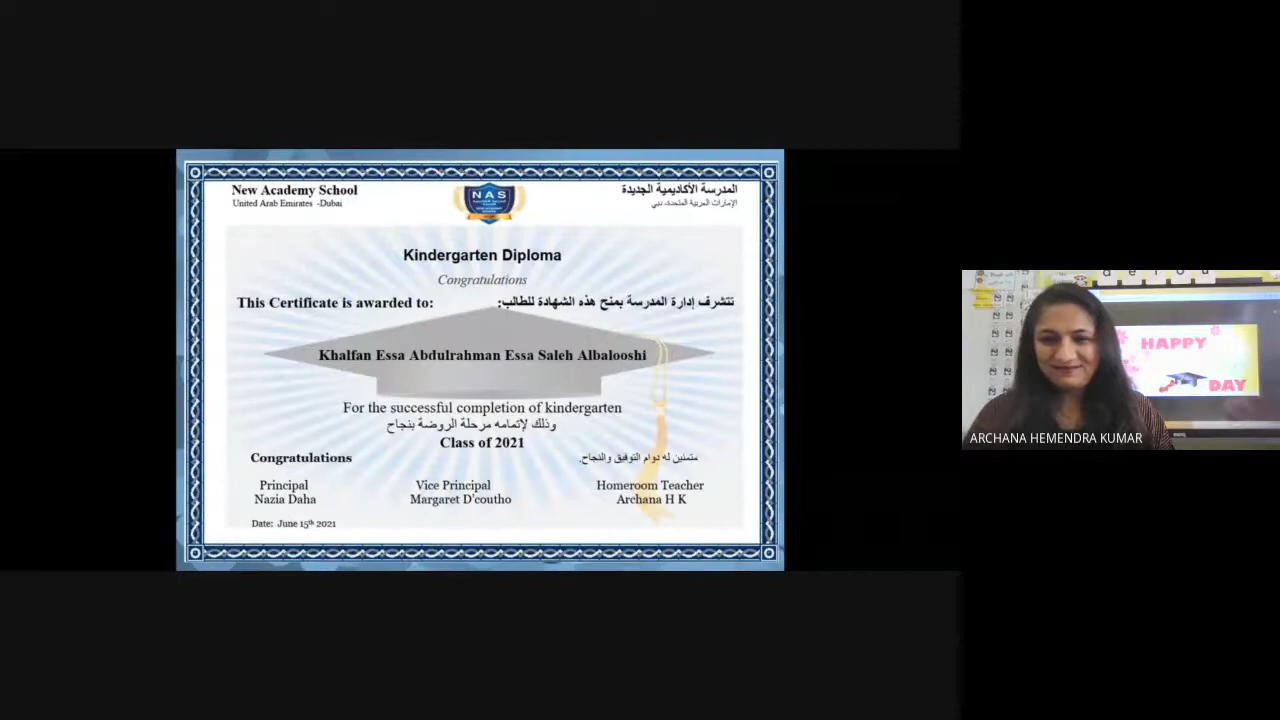 New Academy School
United Arab Emirates -Dubai
NAS
المدرسة الأكاديمية الجديدة
الإمارات العربية المتحدة- دبي
Kindergarten Diploma
Congratulations
This Certificate is awarded to:
تتشرف إدارة المدرسة بمنح هذه الشهادة للطالب:
Khalfan Essa Abdulrahman Essa Saleh Albalooshi
For the successful completion of kindergarten
وذلك لإتمامه مرحلة الروضة بنجاح
Class of 2021
Congratulations
متمنين له دوام التوفيق والنجاح.
Principal
Nazia Daha
Vice Principal
Margaret D'coutho
Homeroom Teacher
Archana H K
Date: June 15th 2021
a e i o u
HAPPY
DAY
ARCHANA HEMENDRA KUMAR